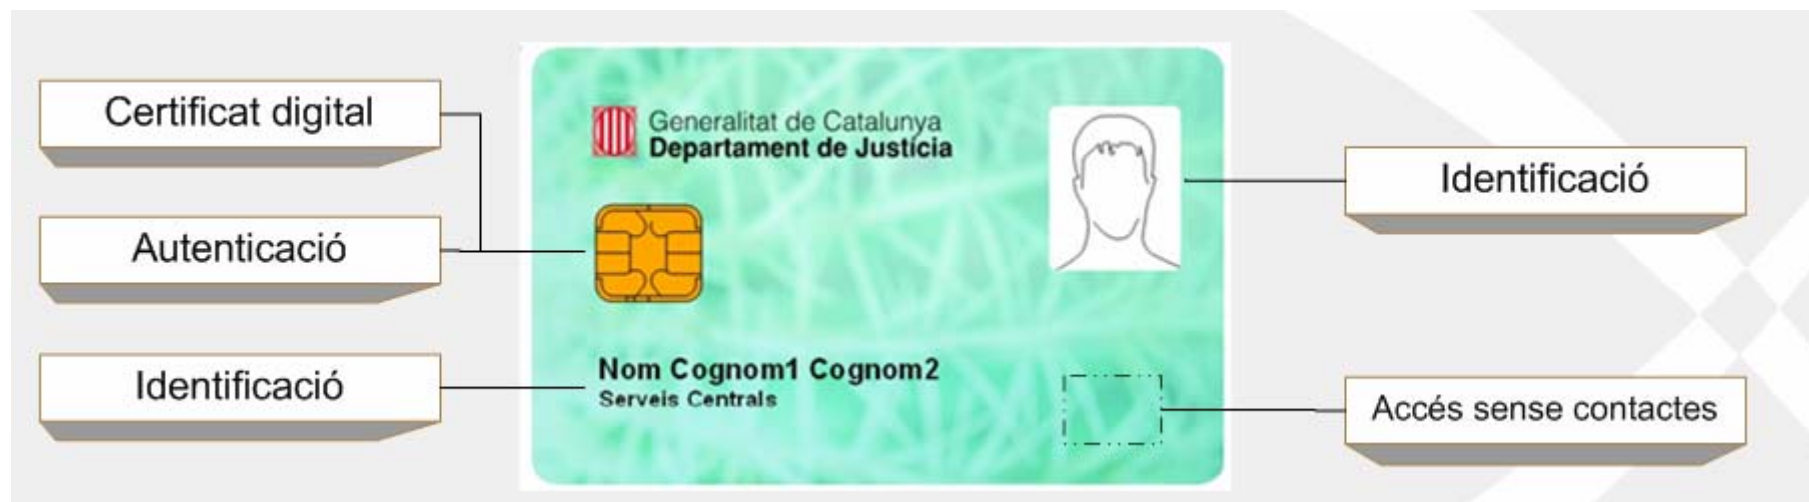 Certificat digital
Autenticació
Identificació
Generalitat de Catalunya
Departament de Justícia
Nom Cognom1 Cognom2
Serveis Centrals
Identificació
Accés sense contactes